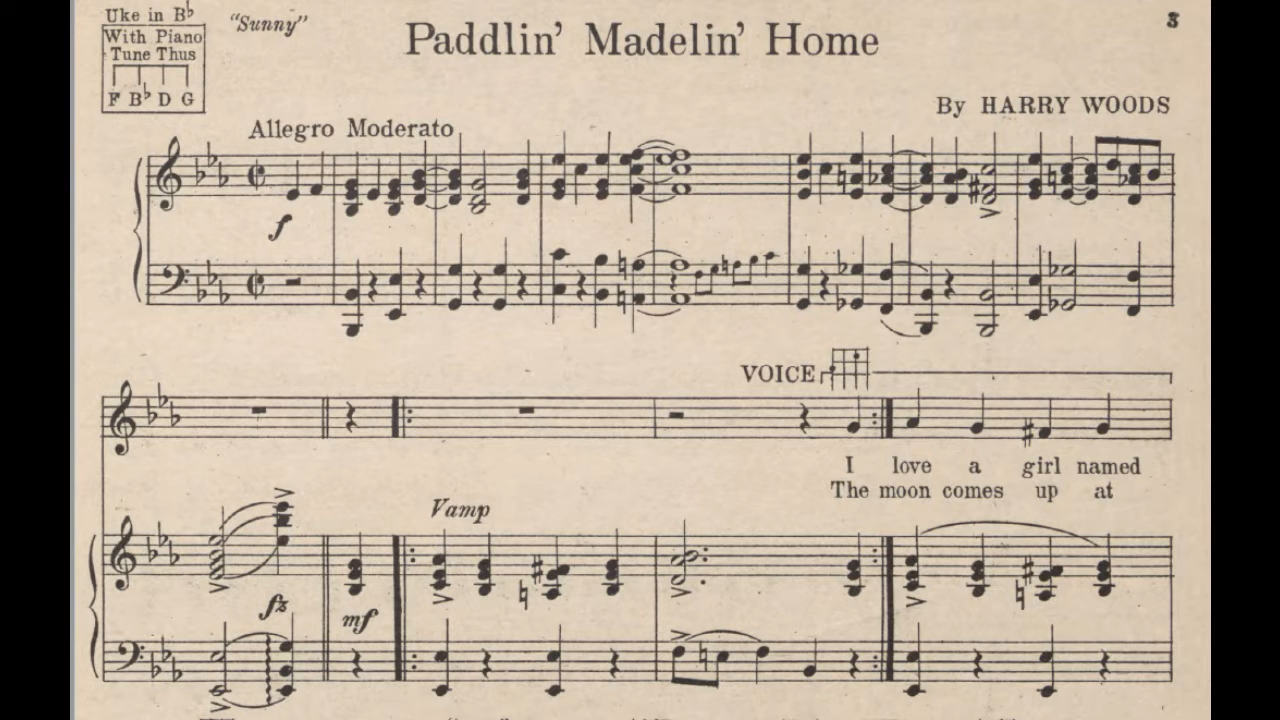 Uke in B♭
With Piano
Tune Thus
F B♭ D G
"Sunny"
Paddlin' Madelin' Home
3
By HARRY WOODS
Allegro Moderato
f
VOICE
I love a girl named
The moon comes up at
Vamp
fz
mf